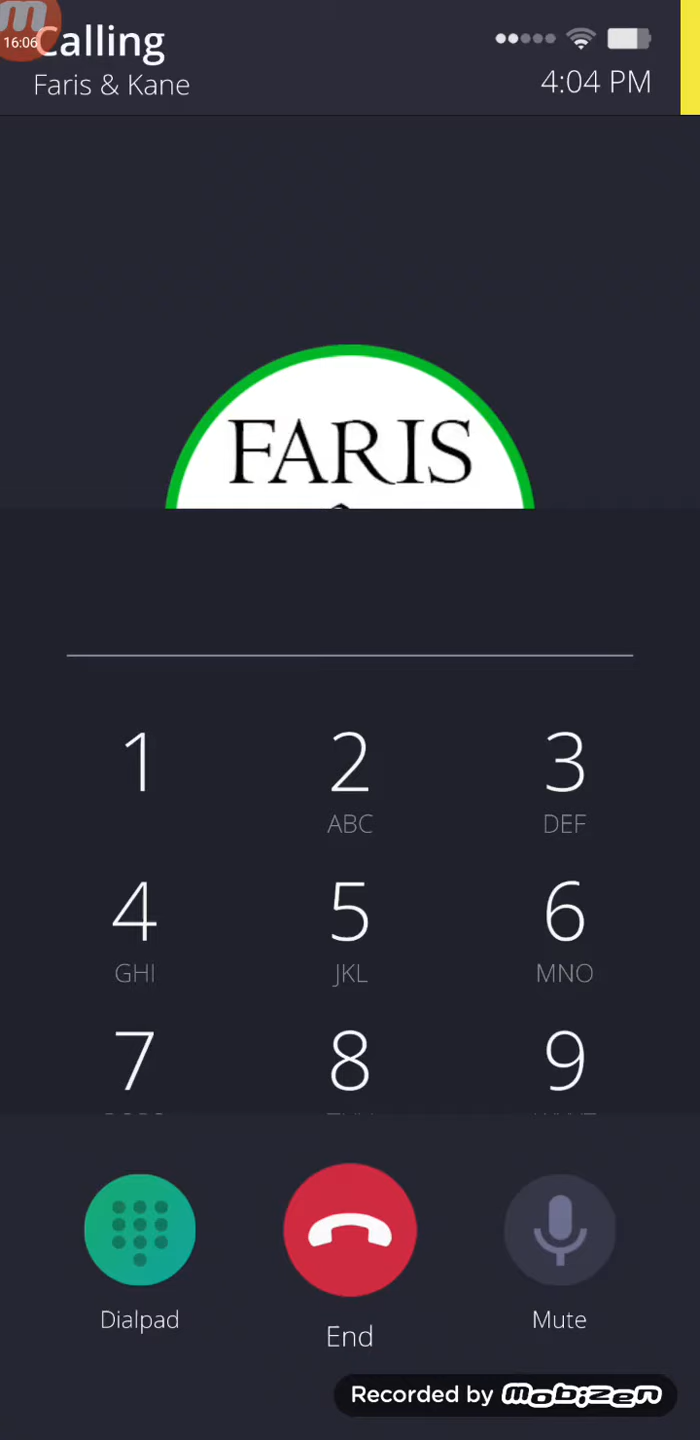 Calling
16:06
Faris & Kane
4:04 PM
FARIS
1
2
3
ABC
DEF
4
5
6
GHI
JKL
MNO
7
8
9
Dialpad
End
Mute
Recorded by mobizen